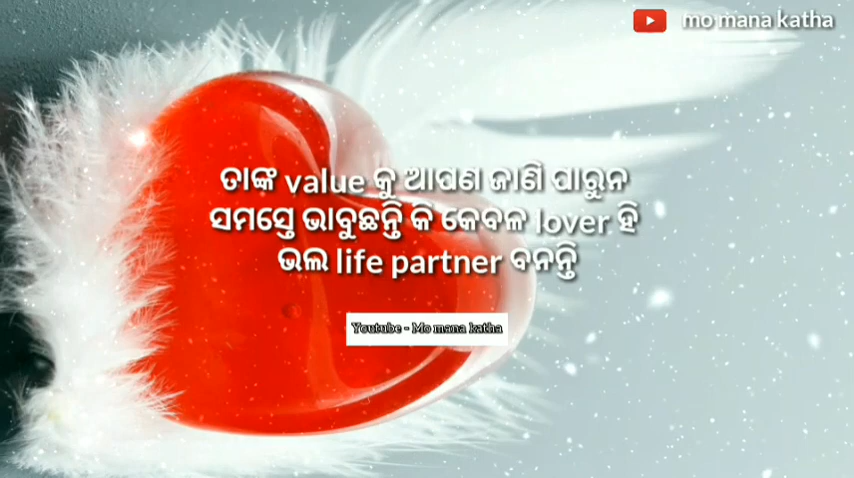 mo mana katha
ତାଙ୍କ value କୁ ଆପଣ ଜାଣି ପାରୁନ
ସମସ୍ତେ ଭାବୁଛନ୍ତି କି କେବଳ lover ହି
ଭଲ life partner ବନନ୍ତି
Youtube - Mo mana katha